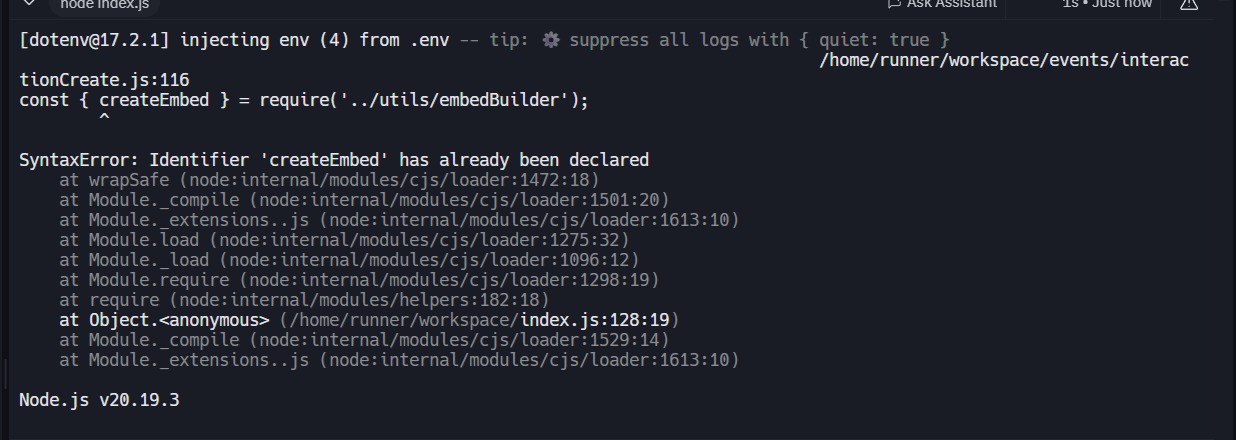 node index.js
Ask Assistant
1s • Just now
[dotenv@17.2.1] injecting env (4) from .env -- tip: ⚙ suppress all logs with { quiet: true }
/home/runner/workspace/events/interac
tionCreate.js:116
const { createEmbed } = require('../utils/embedBuilder');
^
SyntaxError: Identifier 'createEmbed' has already been declared
at wrapSafe (node:internal/modules/cjs/loader:1472:18)
at Module._compile (node:internal/modules/cjs/loader:1501:20)
at Module._extensions..js (node:internal/modules/cjs/loader:1613:10)
at Module.load (node:internal/modules/cjs/loader:1275:32)
at Module._load (node:internal/modules/cjs/loader:1096:12)
at Module.require (node:internal/modules/cjs/loader:1298:19)
at require (node:internal/modules/helpers:182:18)
at Object.<anonymous> (/home/runner/workspace/index.js:128:19)
at Module._compile (node:internal/modules/cjs/loader:1529:14)
at Module._extensions..js (node:internal/modules/cjs/loader:1613:10)
Node.js v20.19.3